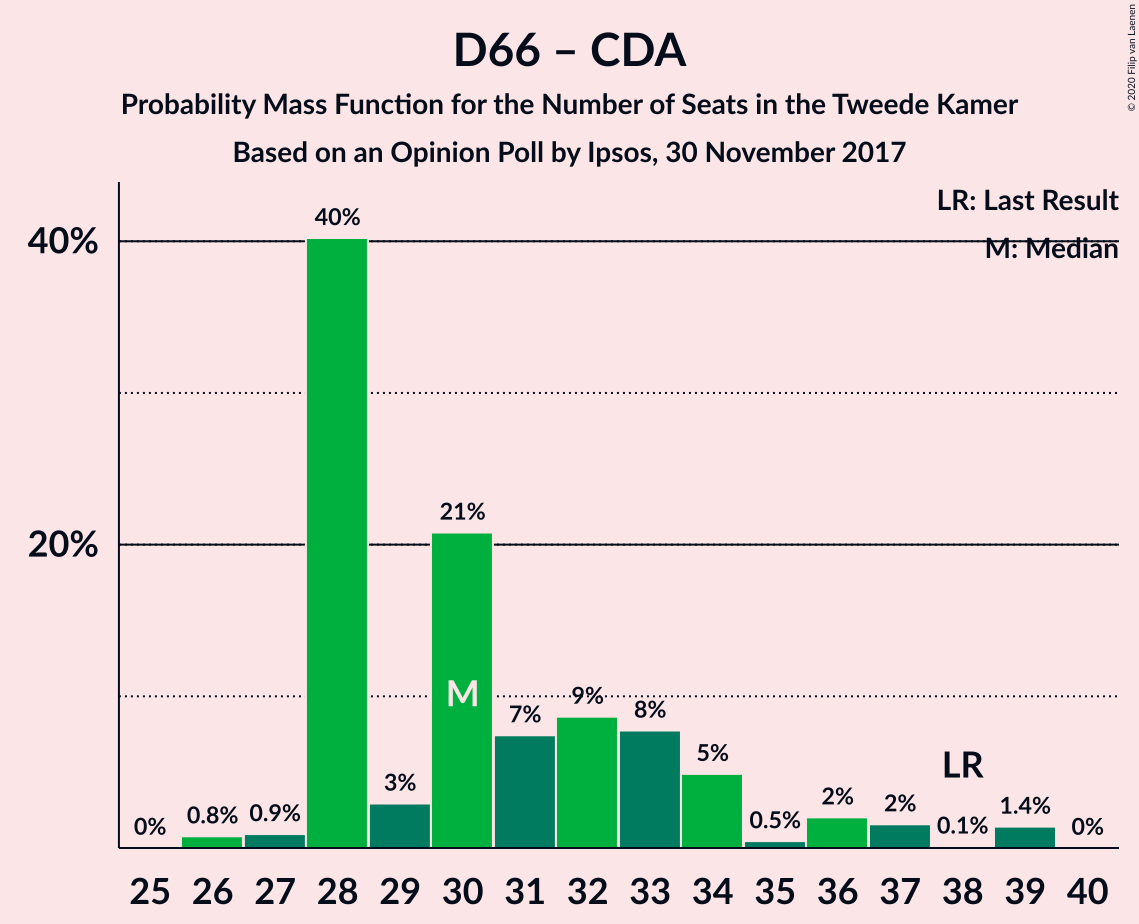 D66 – CDA
Probability Mass Function for the Number of Seats in the Tweede Kamer
Based on an Opinion Poll by Ipsos, 30 November 2017
© 2020 Filip van Laenen
LR: Last Result
M: Median
40%
20%
0%
0.8%
0.9%
40%
3%
21%
M
7%
9%
8%
5%
0.5%
2%
2%
LR
0.1%
1.4%
0%
25 26 27 28 29 30 31 32 33 34 35 36 37 38 39 40